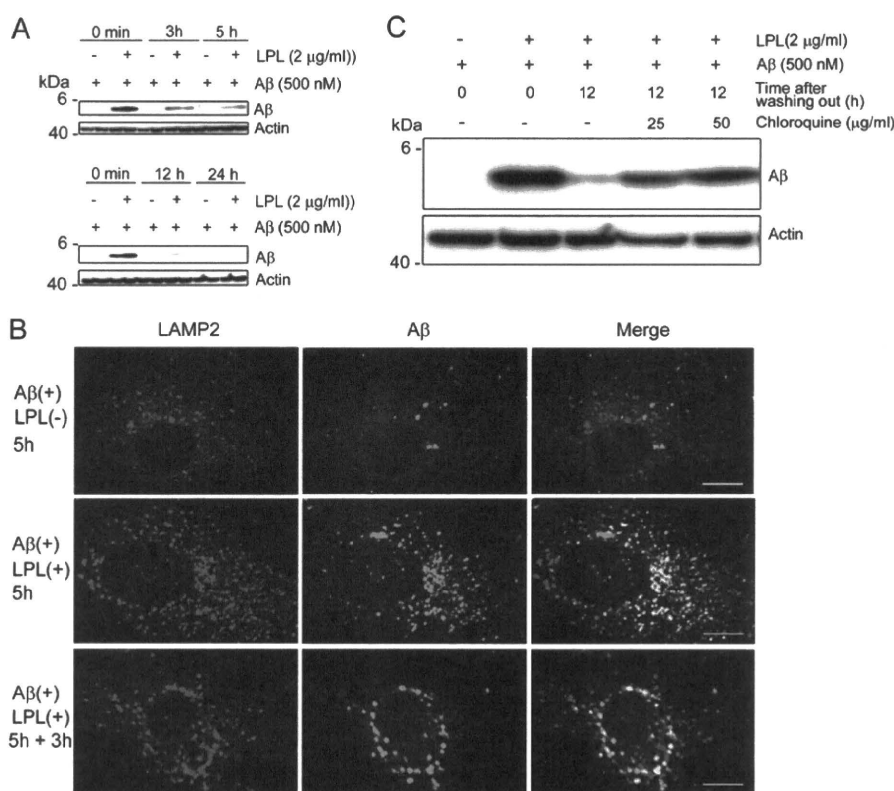 A
0 min 3h 5 h
- + - + - + LPL (2 μg/ml))
+ + + + + + Aβ (500 nM)
kDa
6 -
Aβ
Actin
40 -
0 min 12 h 24 h
- + - + - + LPL (2 μg/ml))
+ + + + + + Aβ (500 nM)
6 -
Aβ
Actin
40 -
C
- + + + + LPL(2 μg/ml)
+ + + + + Aβ (500 nM)
0 0 12 12 12 Time after
washing out (h)
- - - 25 50 Chloroquine (μg/ml)
kDa
6 -
Aβ
Actin
40 -
B
LAMP2 Aβ Merge
Aβ(+)
LPL(-)
5h
Aβ(+)
LPL(+)
5h
Aβ(+)
LPL(+)
5h + 3h